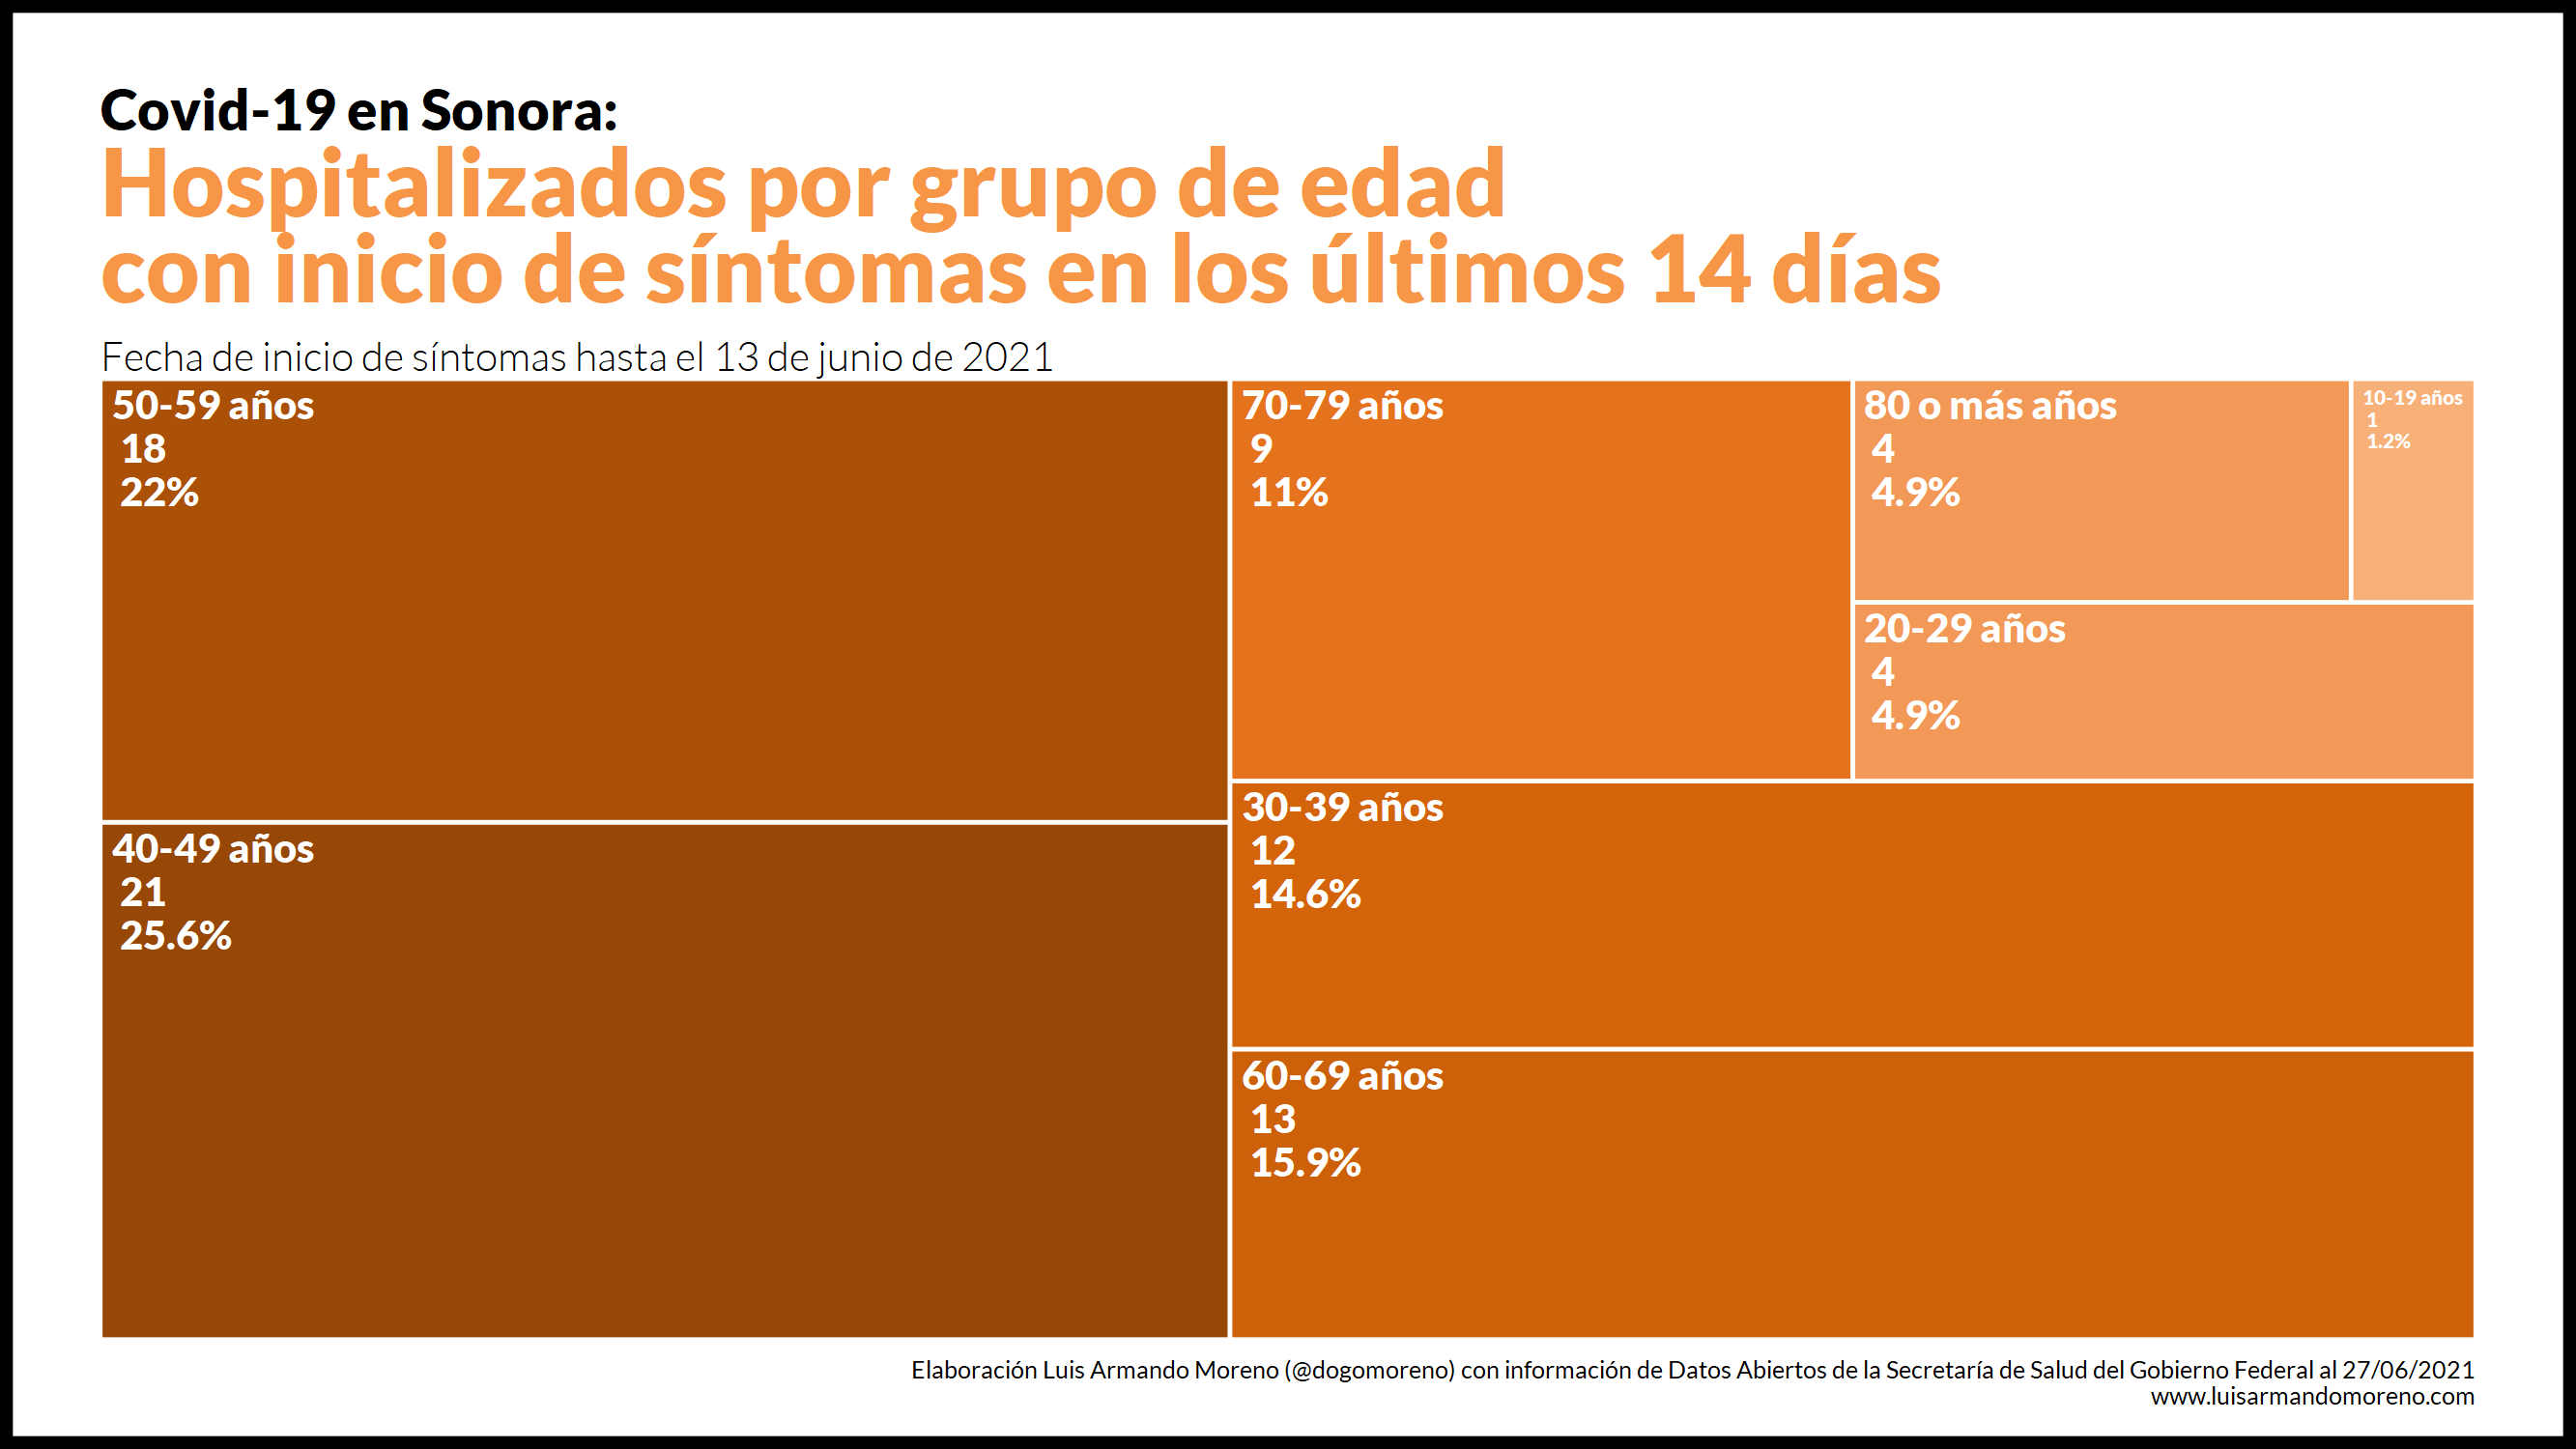 Covid-19 en Sonora:
Hospitalizados por grupo de edad
con inicio de síntomas en los últimos 14 días
Fecha de inicio de síntomas hasta el 13 de junio de 2021
50-59 años
18
22%
40-49 años
21
25.6%
70-79 años
9
11%
80 o más años
4
4.9%
10-19 años
1
1.2%
20-29 años
4
4.9%
30-39 años
12
14.6%
60-69 años
13
15.9%
Elaboración Luis Armando Moreno (@dogomoreno) con información de Datos Abiertos de la Secretaría de Salud del Gobierno Federal al 27/06/2021
www.luisarmandomoreno.com